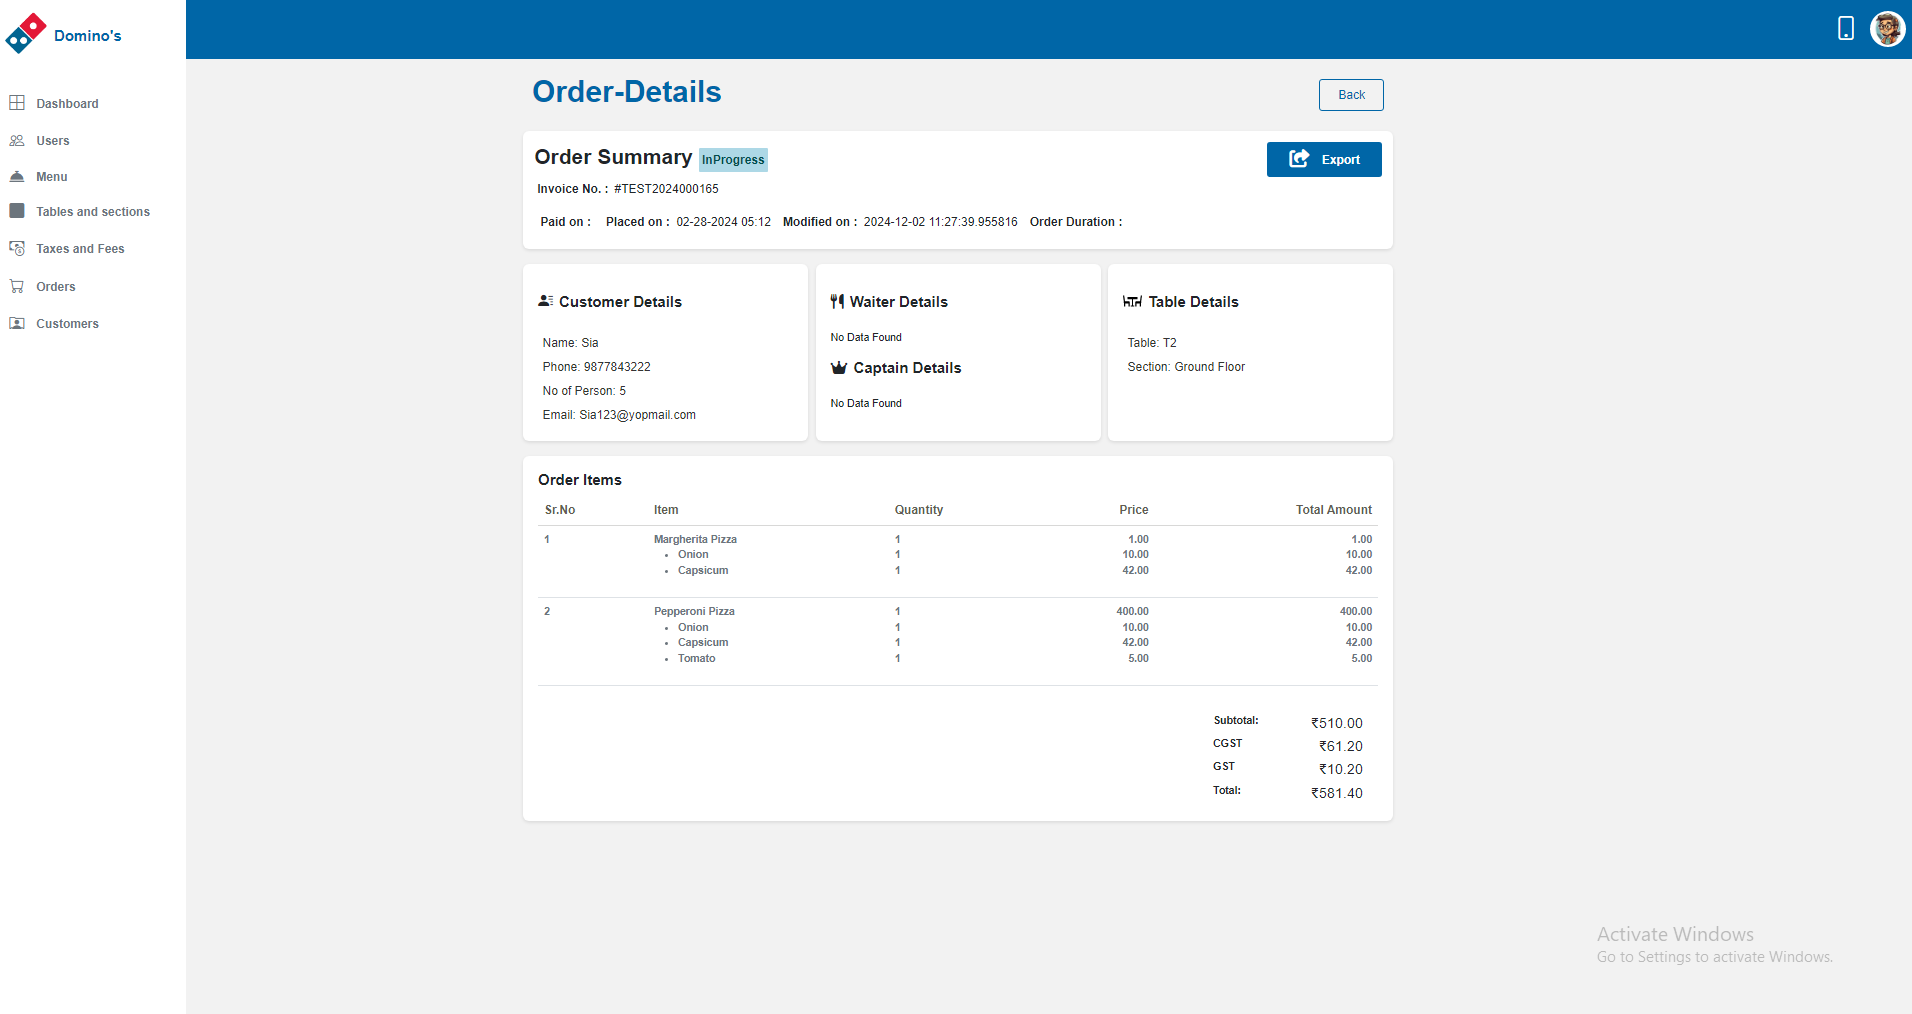 Domino's
Dashboard
Users
Menu
Tables and sections
Taxes and Fees
Orders
Customers
Order-Details
Back
Order Summary InProgress
Export
Invoice No. : #TEST2024000165
Paid on : Placed on : 02-28-2024 05:12 Modified on : 2024-12-02 11:27:39.955816 Order Duration :
Customer Details
Name: Sia
Phone: 9877843222
No of Person: 5
Email: Sia123@yopmail.com
Waiter Details
No Data Found
Captain Details
No Data Found
Table Details
Table: T2
Section: Ground Floor
Order Items
Sr.No Item Quantity Price Total Amount
1 Margherita Pizza 1 1.00 1.00
• Onion 1 10.00 10.00
• Capsicum 1 42.00 42.00
2 Pepperoni Pizza 1 400.00 400.00
• Onion 1 10.00 10.00
• Capsicum 1 42.00 42.00
• Tomato 1 5.00 5.00
Subtotal: ₹510.00
CGST ₹61.20
GST ₹10.20
Total: ₹581.40
Activate Windows
Go to Settings to activate Windows.